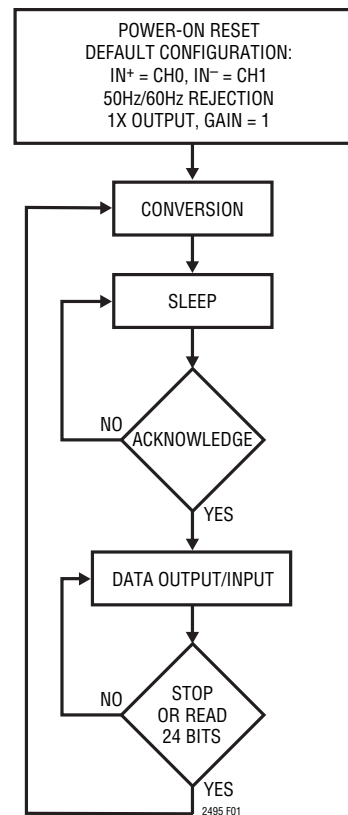 POWER-ON RESET
DEFAULT CONFIGURATION:
IN+ = CH0, IN– = CH1
50Hz/60Hz REJECTION
1X OUTPUT, GAIN = 1
CONVERSION
SLEEP
NO
ACKNOWLEDGE
YES
DATA OUTPUT/INPUT
NO
STOP
OR READ
24 BITS
YES
2495 F01